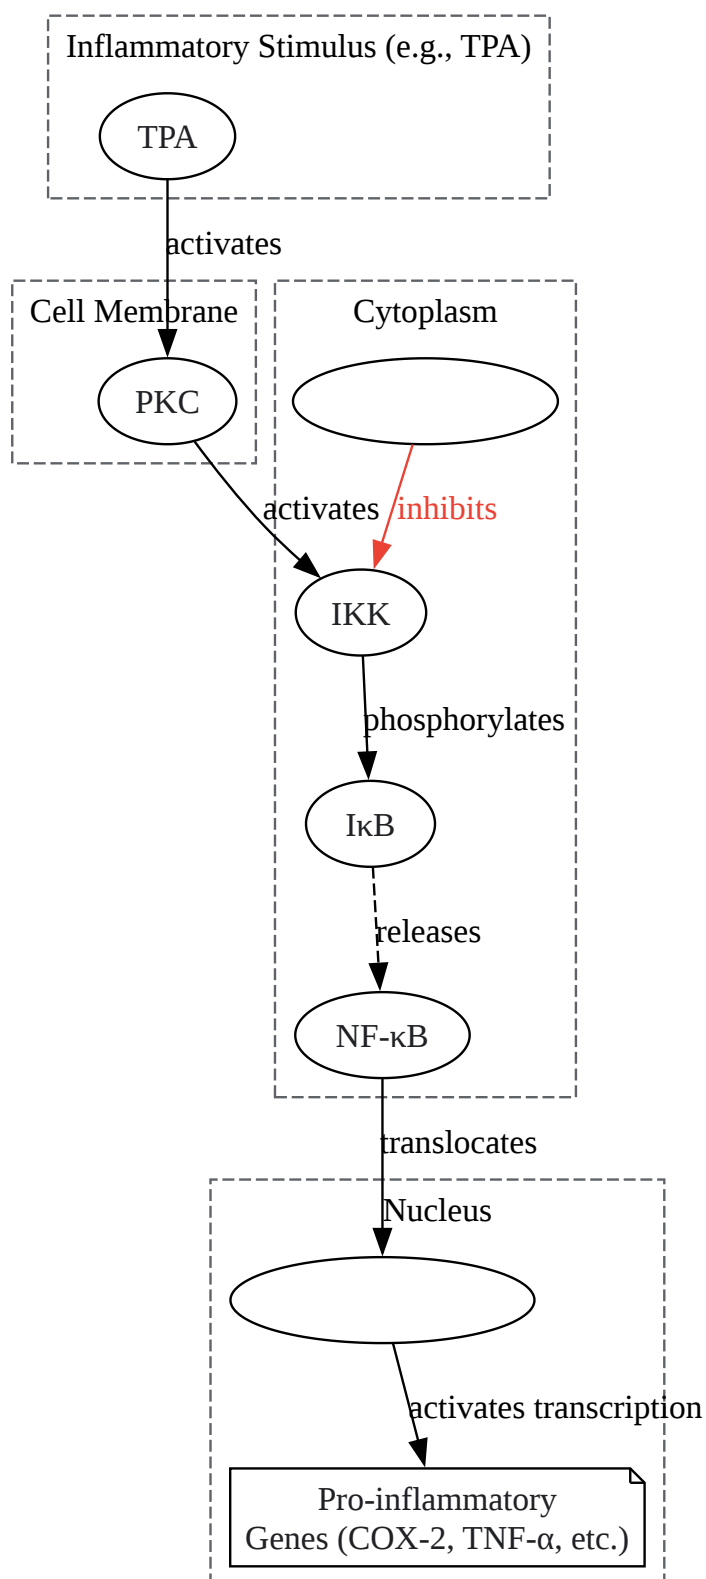 Inflammatory Stimulus (e.g., TPA)
TPA
activates
Cell Membrane
Cytoplasm
PKC
activates
inhibits
IKK
phosphorylates
IκB
releases
NF-κB
translocates
Nucleus
activates transcription
Pro-inflammatory
Genes (COX-2, TNF-α, etc.)